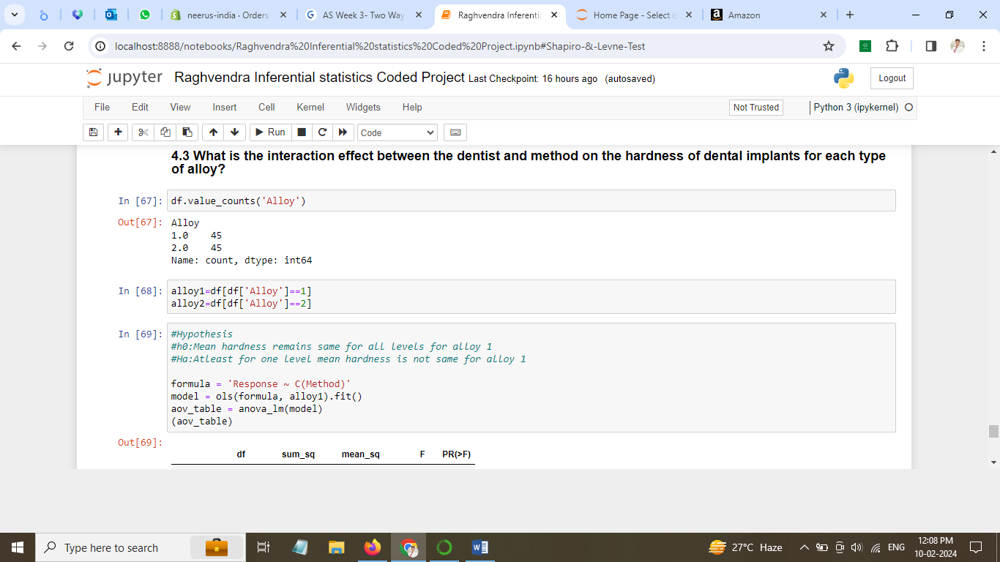 neerus-india · Orders
AS Week 3- Two Way
Raghvendra Inferenti
Home Page - Select
Amazon
localhost:8888/notebooks/Raghvendra%20Inferential%20statistics%20Coded%20Project.ipynb#Shapiro-&-Levne-Test
jupyter Raghvendra Inferential statistics Coded Project Last Checkpoint: 16 hours ago (autosaved)
Logout
File Edit View Insert Cell Kernel Widgets Help
Not Trusted
Python 3 (ipykernel)
Run
Code
4.3 What is the interaction effect between the dentist and method on the hardness of dental implants for each type
of alloy?
In [67]: df.value_counts('Alloy')
Out[67]: Alloy
1.0    45
2.0    45
Name: count, dtype: int64
In [68]: alloy1=df[df['Alloy']==1]
alloy2=df[df['Alloy']==2]
In [69]: #Hypothesis
#h0:Mean hardness remains same for all levels for alloy 1
#Ha:Atleast for one level mean hardness is not same for alloy 1
formula = 'Response ~ C(Method)'
model = ols(formula, alloy1).fit()
aov_table = anova_lm(model)
(aov_table)
Out[69]:
df sum_sq mean_sq F PR(>F)
Type here to search
27°C Haze
ENG
12:08 PM
10-02-2024